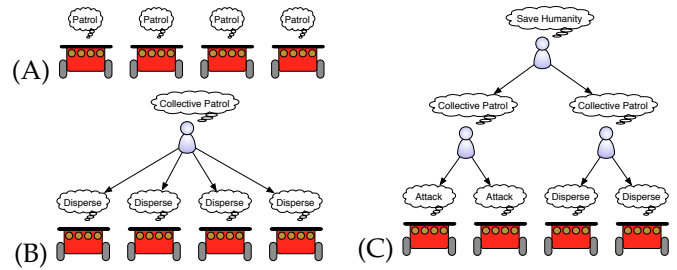 Patrol Patrol Patrol Patrol
(A)
Collective Patrol
Disperse Disperse Disperse Disperse
(B)
Save Humanity
Collective Patrol Collective Patrol
Attack Attack Disperse Disperse
(C)